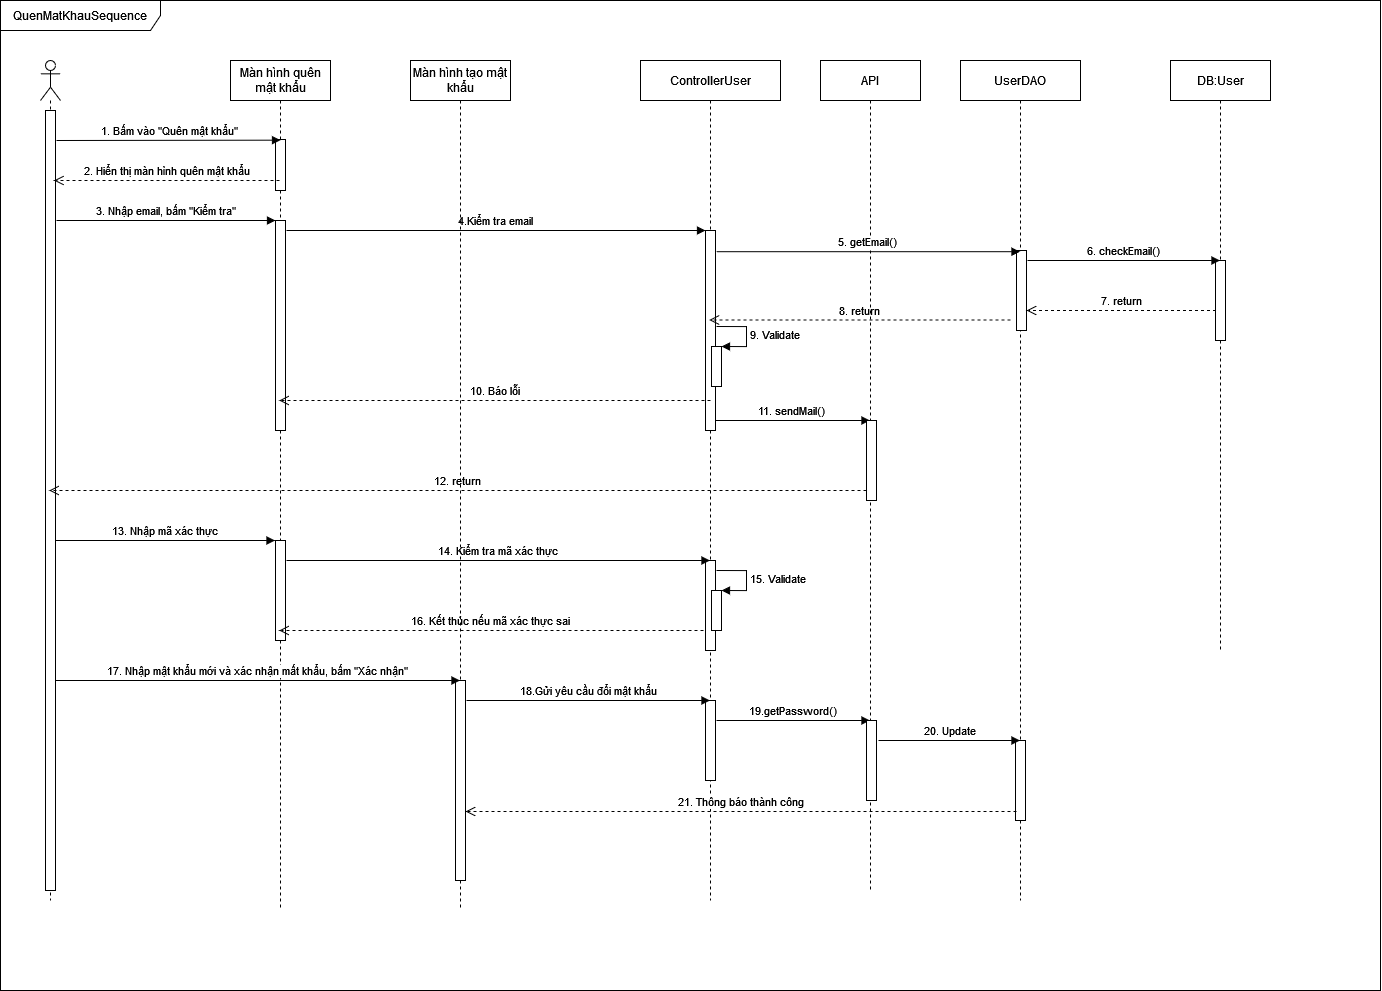 QuenMatKhauSequence
Màn hình quên
mật khẩu
Màn hình tạo mật
khẩu
ControllerUser
API
UserDAO
DB:User
1. Bấm vào "Quên mật khẩu"
2. Hiển thị màn hình quên mật khẩu
3. Nhập email, bấm "Kiểm tra"
4.Kiểm tra email
5. getEmail()
6. checkEmail()
7. return
8. return
9. Validate
10. Báo lỗi
11. sendMail()
12. return
13. Nhập mã xác thực
14. Kiểm tra mã xác thực
15. Validate
16. Kết thúc nếu mã xác thực sai
17. Nhập mật khẩu mới và xác nhận mất khẩu, bấm "Xác nhận"
18.Gửi yêu cầu đổi mật khẩu
19.getPassword()
20. Update
21. Thông báo thành công